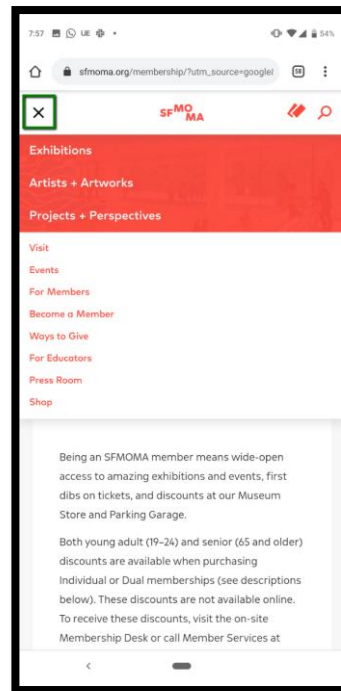 7:57 UE • 54%
sfmoma.org/membership/?utm_source=googlel 58
SFMO
MA
Exhibitions
Artists + Artworks
Projects + Perspectives
Visit
Events
For Members
Become a Member
Ways to Give
For Educators
Press Room
Shop
Being an SFMOMA member means wide-open
access to amazing exhibitions and events, first
dibs on tickets, and discounts at our Museum
Store and Parking Garage.
Both young adult (19–24) and senior (65 and older)
discounts are available when purchasing
Individual or Dual memberships (see descriptions
below). These discounts are not available online.
To receive these discounts, visit the on-site
Membership Desk or call Member Services at